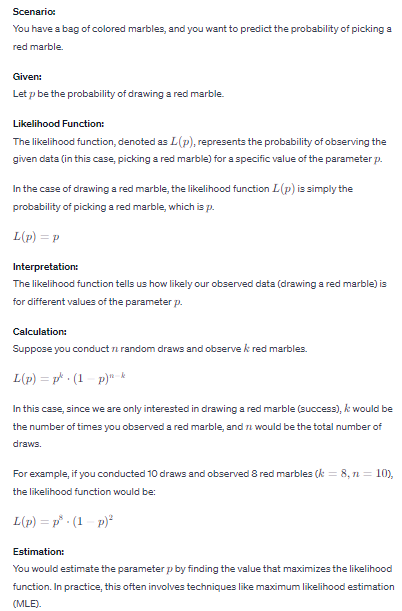 Scenario:
You have a bag of colored marbles, and you want to predict the probability of picking a
red marble.
Given:
Let p be the probability of drawing a red marble.
Likelihood Function:
The likelihood function, denoted as L(p), represents the probability of observing the
given data (in this case, picking a red marble) for a specific value of the parameter p.
In the case of drawing a red marble, the likelihood function L(p) is simply the
probability of picking a red marble, which is p.
L(p) = p
Interpretation:
The likelihood function tells us how likely our observed data (drawing a red marble) is
for different values of the parameter p.
Calculation:
Suppose you conduct n random draws and observe k red marbles.
L(p) = p^k · (1 − p)^{n−k}
In this case, since we are only interested in drawing a red marble (success), k would be
the number of times you observed a red marble, and n would be the total number of
draws.
For example, if you conducted 10 draws and observed 8 red marbles (k = 8, n = 10),
the likelihood function would be:
L(p) = p^8 · (1 − p)^2
Estimation:
You would estimate the parameter p by finding the value that maximizes the likelihood
function. In practice, this often involves techniques like maximum likelihood estimation
(MLE).